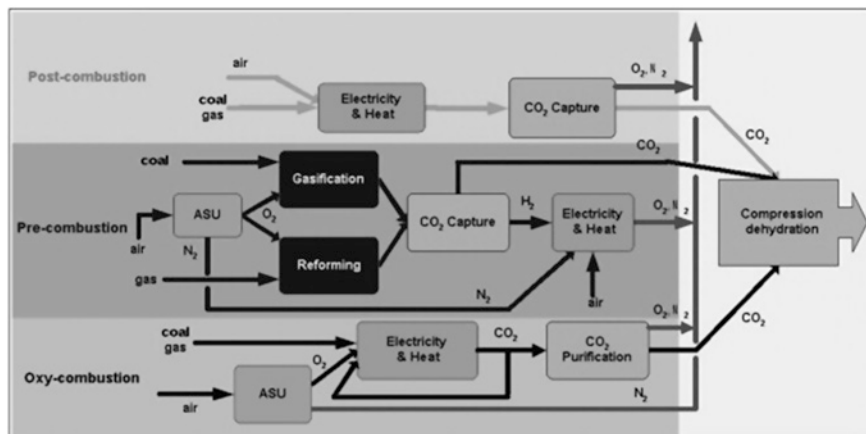 Post-combustion
air
coal
gas
Electricity
& Heat
CO₂ Capture
O₂, N₂
CO₂
Pre-combustion
coal
Gasification
CO₂
ASU
O₂
air
N₂
gas
Reforming
CO₂ Capture
H₂
Electricity
& Heat
O₂, N₂
N₂
air
Compression
dehydration
Oxy-combustion
coal
gas
O₂
Electricity
& Heat
CO₂
CO₂
Purification
O₂, N₂
CO₂
air
ASU
N₂